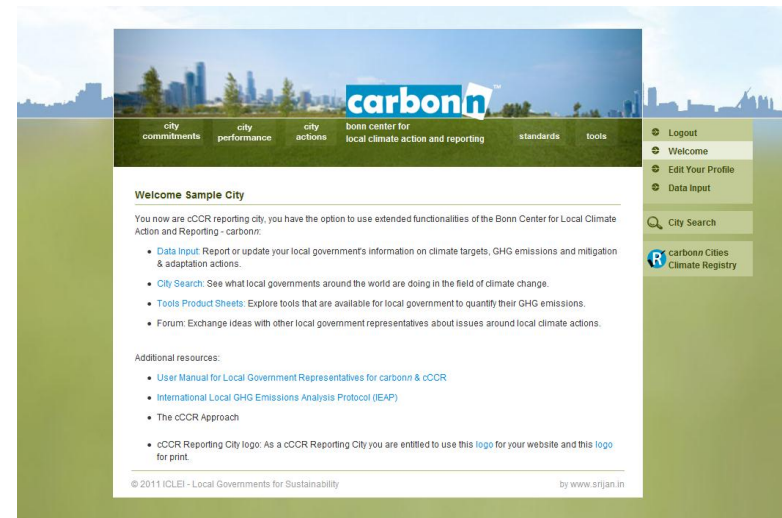 carbonn™
city
commitments
city
performance
city
actions
bonn center for
local climate action and reporting
standards
tools
Logout
Welcome
Edit Your Profile
Data Input
City Search
R
carbonn Cities
Climate Registry
Welcome Sample City
You now are cCCR reporting city, you have the option to use extended functionalities of the Bonn Center for Local Climate
Action and Reporting - carbonn:
• Data Input: Report or update your local government's information on climate targets, GHG emissions and mitigation
& adaptation actions.
• City Search: See what local governments around the world are doing in the field of climate change.
• Tools Product Sheets: Explore tools that are available for local government to quantify their GHG emissions.
• Forum: Exchange ideas with other local government representatives about issues around local climate actions.
Additional resources:
• User Manual for Local Government Representatives for carbonn & cCCR
• International Local GHG Emissions Analysis Protocol (IEAP)
• The cCCR Approach
• cCCR Reporting City logo: As a cCCR Reporting City you are entitled to use this logo for your website and this logo
for print.
© 2011 ICLEI - Local Governments for Sustainability
by www.srijan.in